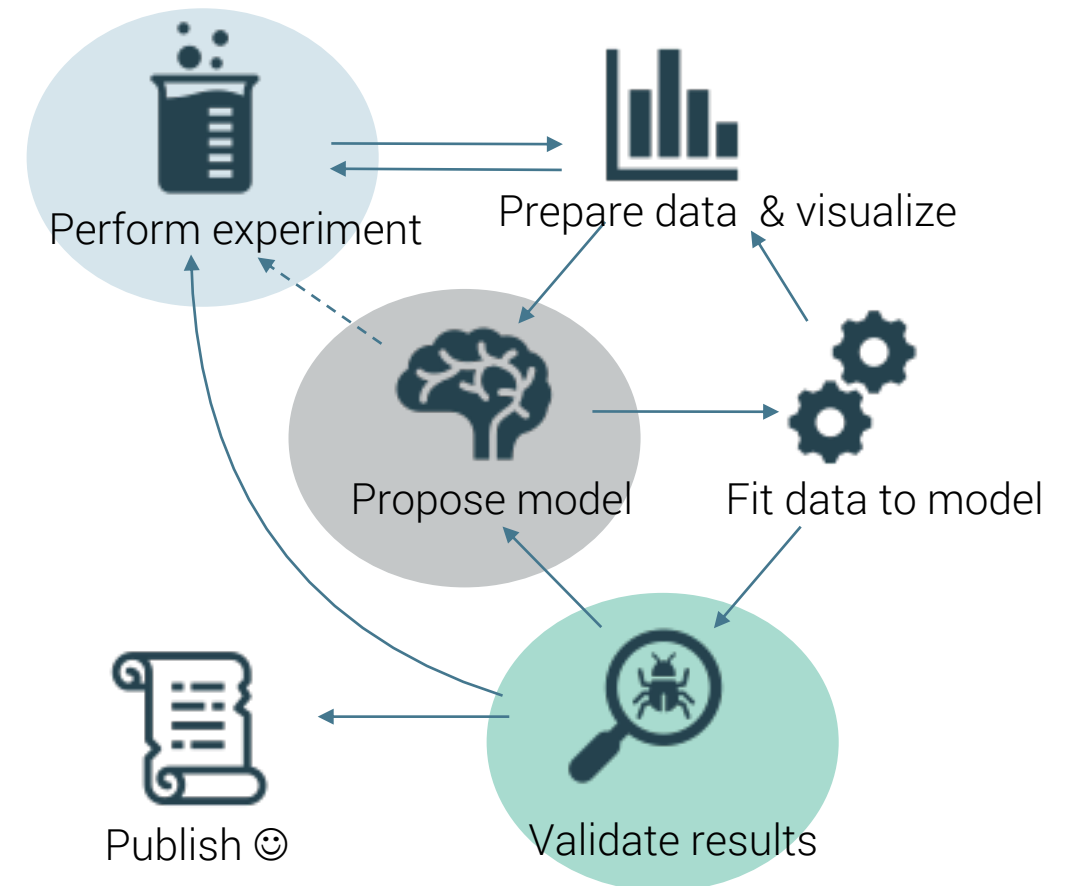 Perform experiment
Prepare data & visualize
Propose model
Fit data to model
Publish ☺
Validate results